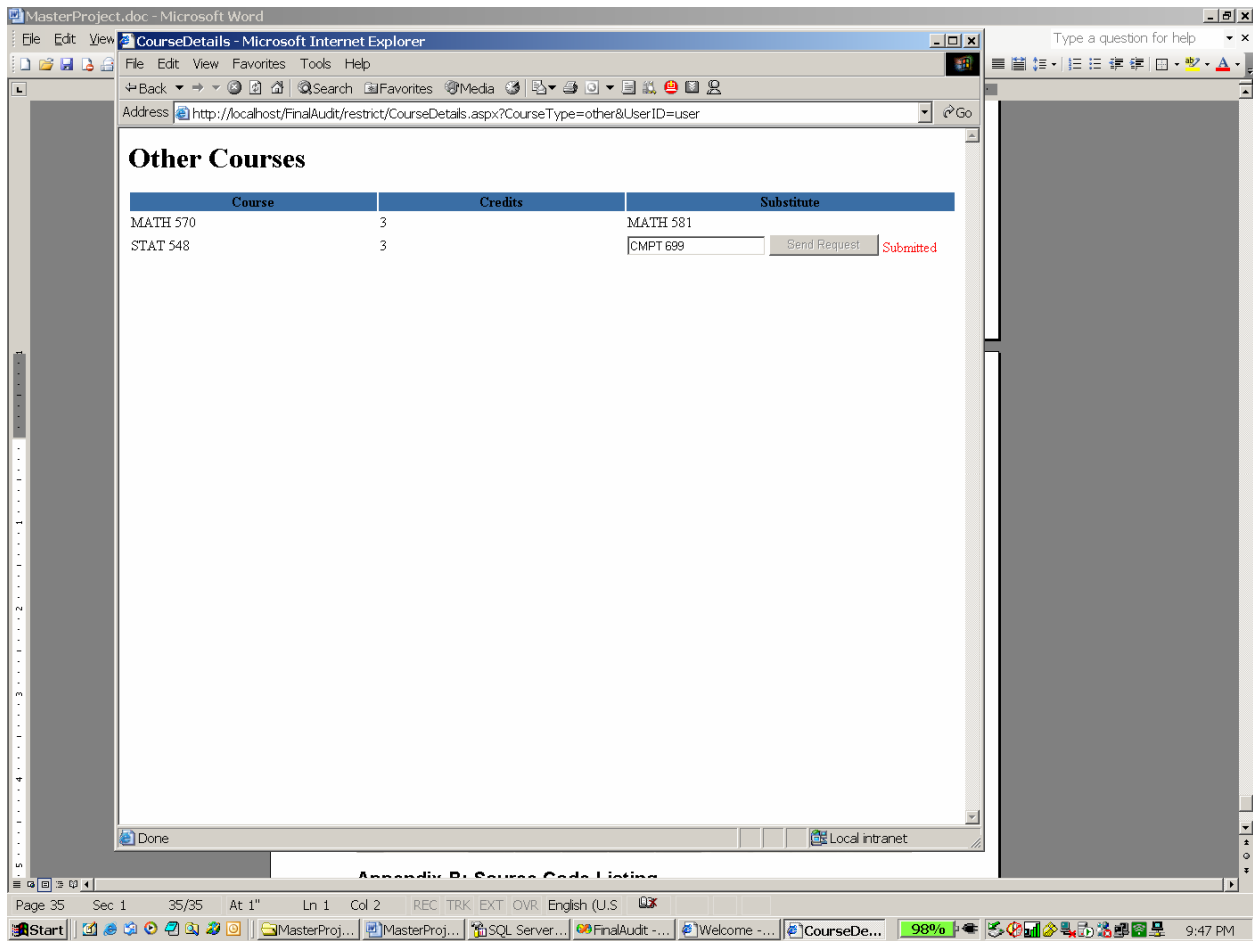 MasterProject.doc - Microsoft Word
File Edit View
Type a question for help
CourseDetails - Microsoft Internet Explorer
File Edit View Favorites Tools Help
Back Search Favorites Media
Address http://localhost/FinalAudit/restrict/CourseDetails.aspx?CourseType=other&UserID=user Go
Other Courses
Course Credits Substitute
MATH 570 3 MATH 581
STAT 548 3 CMPT 699 Send Request Submitted
Done Local intranet
Appendix B: Source Code Listing
Page 35 Sec 1 35/35 At 1" Ln 1 Col 2 REC TRK EXT OVR English (U.S
Start MasterProj... MasterProj... SQL Server... FinalAudit -... Welcome -... CourseDe... 98% 9:47 PM